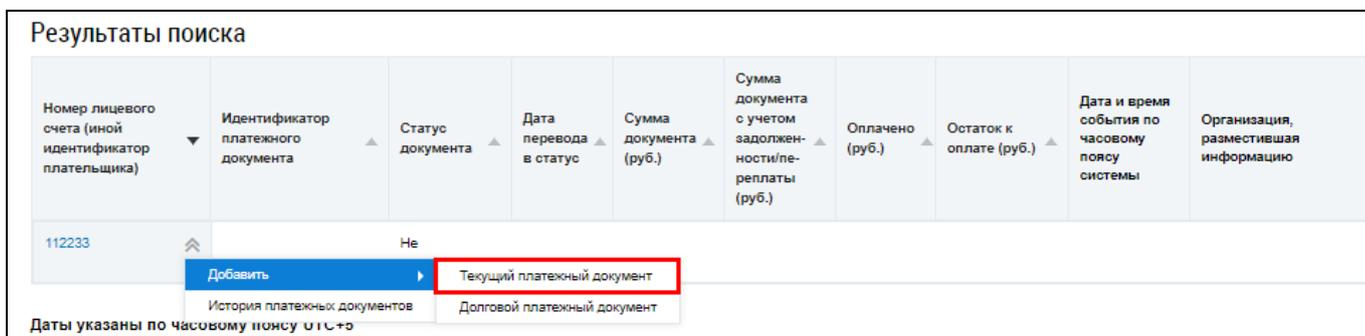 Результаты поиска
Номер лицевого
счета (иной
идентификатор
плательщика)
Идентификатор
платежного
документа
Статус
документа
Дата
перевода
в статус
Сумма
документа
(руб.)
Сумма
документа
с учетом
задолжен-
ности/пе-
реплаты
(руб.)
Оплачено
(руб.)
Остаток к
оплате (руб.)
Дата и время
события по
часовому
поясу
системы
Организация,
разместившая
информацию
112233
Не
Добавить
Текущий платежный документ
История платежных документов
Долговой платежный документ
Даты указаны по часовому поясу UTC+5